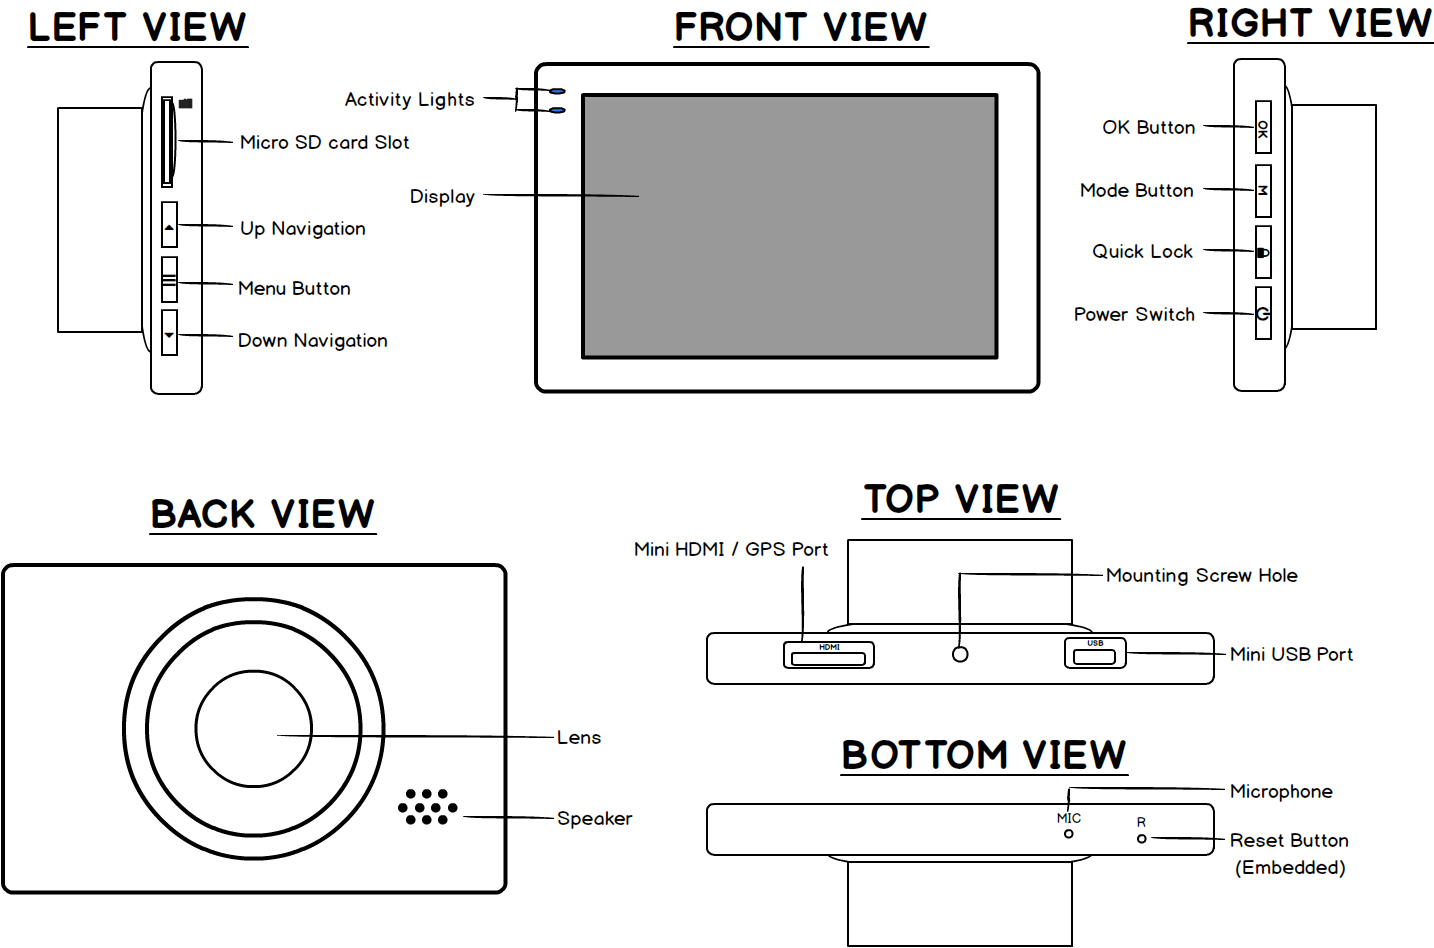 LEFT VIEW
Micro SD card Slot
Up Navigation
Menu Button
Down Navigation
FRONT VIEW
Activity Lights
Display
RIGHT VIEW
OK Button
OK
Mode Button
M
Quick Lock
Power Switch
BACK VIEW
Lens
Speaker
TOP VIEW
Mini HDMI / GPS Port
Mounting Screw Hole
HDMI
USB
Mini USB Port
BOTTOM VIEW
Microphone
MIC
R
Reset Button
(Embedded)